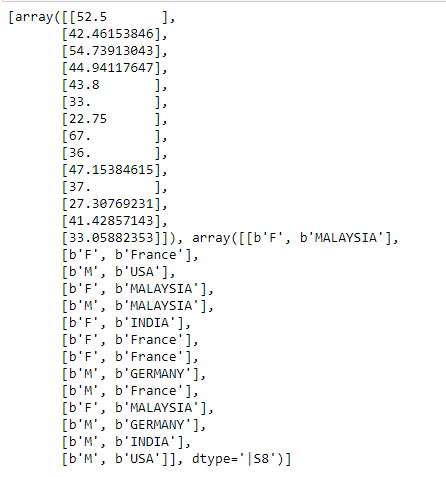 [array([[52.5       ],
       [42.46153846],
       [54.73913043],
       [44.94117647],
       [43.8       ],
       [33.        ],
       [22.75      ],
       [67.        ],
       [36.        ],
       [47.15384615],
       [37.        ],
       [27.30769231],
       [41.42857143],
       [33.05882353]]), array([[b'F', b'MALAYSIA'],
       [b'F', b'France'],
       [b'M', b'USA'],
       [b'F', b'MALAYSIA'],
       [b'M', b'MALAYSIA'],
       [b'F', b'INDIA'],
       [b'F', b'France'],
       [b'F', b'France'],
       [b'M', b'GERMANY'],
       [b'M', b'France'],
       [b'F', b'MALAYSIA'],
       [b'M', b'GERMANY'],
       [b'M', b'INDIA'],
       [b'M', b'USA']], dtype='|S8')]